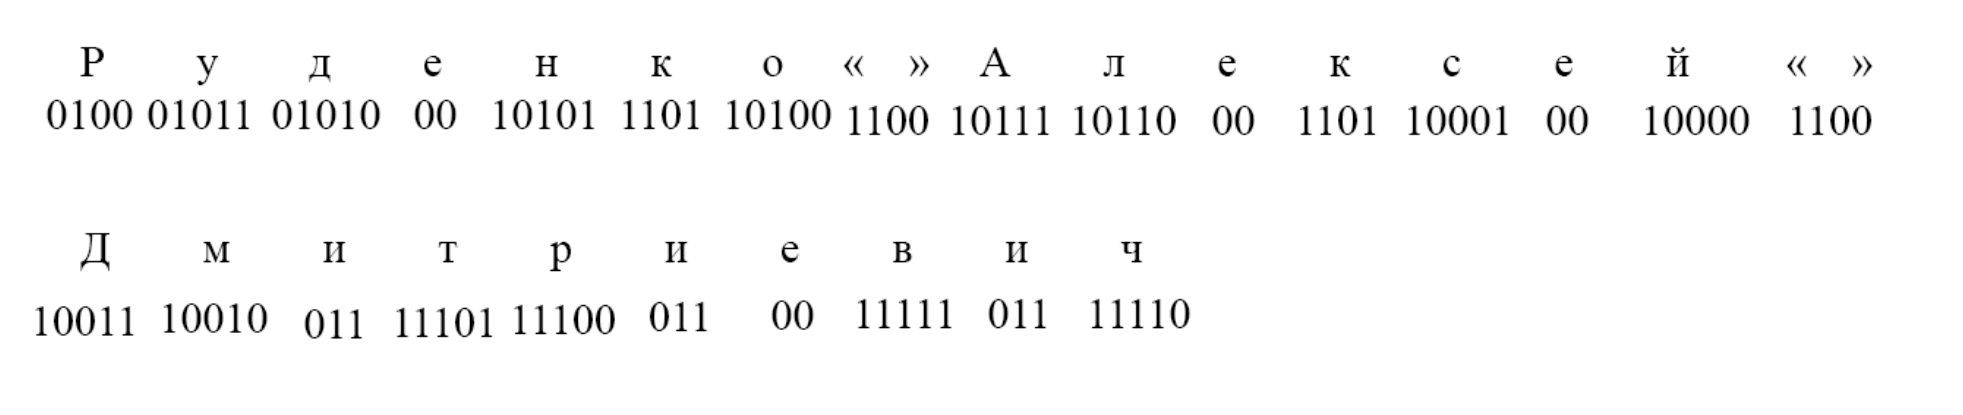 Р у д е н к о « » А л е к с е й « »
0100 01011 01010 00 10101 1101 10100 1100 10111 10110 00 1101 10001 00 10000 1100
Д м и т р и е в и ч
10011 10010 011 11101 11100 011 00 11111 011 11110